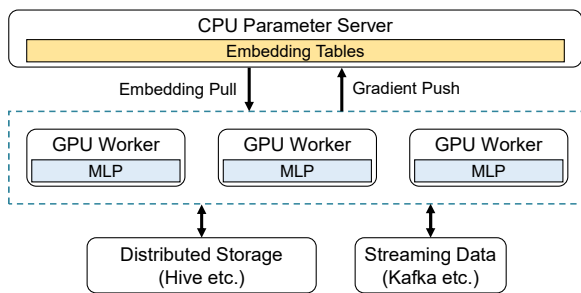 CPU Parameter Server
Embedding Tables
Embedding Pull
Gradient Push
GPU Worker
MLP
GPU Worker
MLP
GPU Worker
MLP
Distributed Storage
(Hive etc.)
Streaming Data
(Kafka etc.)